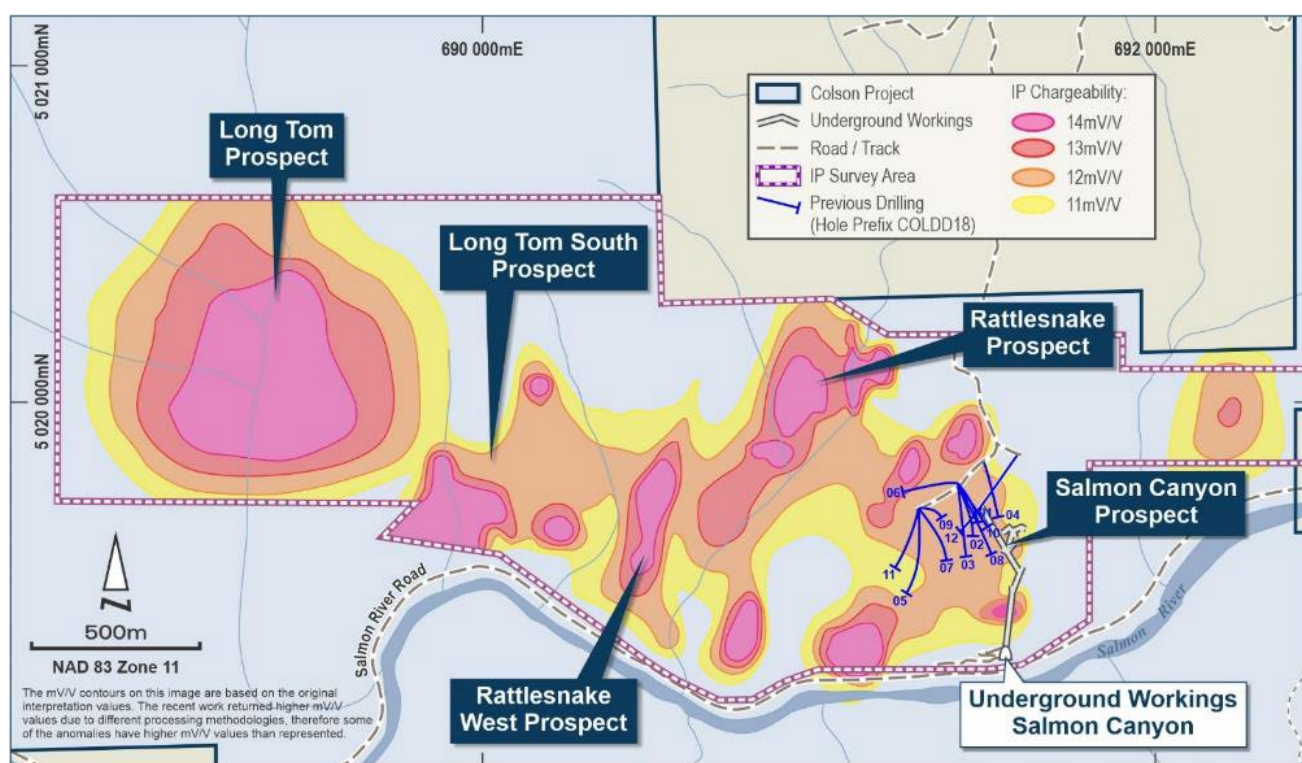 690 000mE
692 000mE
5 021 000mN
5 020 000mN
Colson Project
Underground Workings
Road / Track
IP Survey Area
Previous Drilling
(Hole Prefix COLDD18)
IP Chargeability:
14mV/V
13mV/V
12mV/V
11mV/V
Long Tom
Prospect
Long Tom South
Prospect
Rattlesnake
Prospect
Salmon Canyon
Prospect
Rattlesnake
West Prospect
Underground Workings
Salmon Canyon
06
09
12
02
10
04
11
07
03
08
05
Salmon River Road
Salmon River
N
500m
NAD 83 Zone 11
The mV/V contours on this image are based on the original
interpretation values. The recent work returned higher mV/V
values due to different processing methodologies, therefore some
of the anomalies have higher mV/V values than represented.